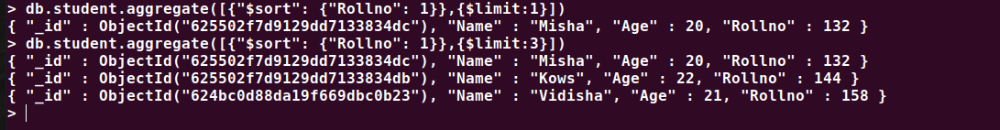 > db.student.aggregate([{"$sort": {"Rollno": 1}},{$limit:1}])
{ "_id" : ObjectId("625502f7d9129dd7133834dc"), "Name" : "Misha", "Age" : 20, "Rollno" : 132 }
> db.student.aggregate([{"$sort": {"Rollno": 1}},{$limit:3}])
{ "_id" : ObjectId("625502f7d9129dd7133834dc"), "Name" : "Misha", "Age" : 20, "Rollno" : 132 }
{ "_id" : ObjectId("625502f7d9129dd7133834db"), "Name" : "Kows", "Age" : 22, "Rollno" : 144 }
{ "_id" : ObjectId("624bc0d88da19f669dbc0b23"), "Name" : "Vidisha", "Age" : 21, "Rollno" : 158 }
>